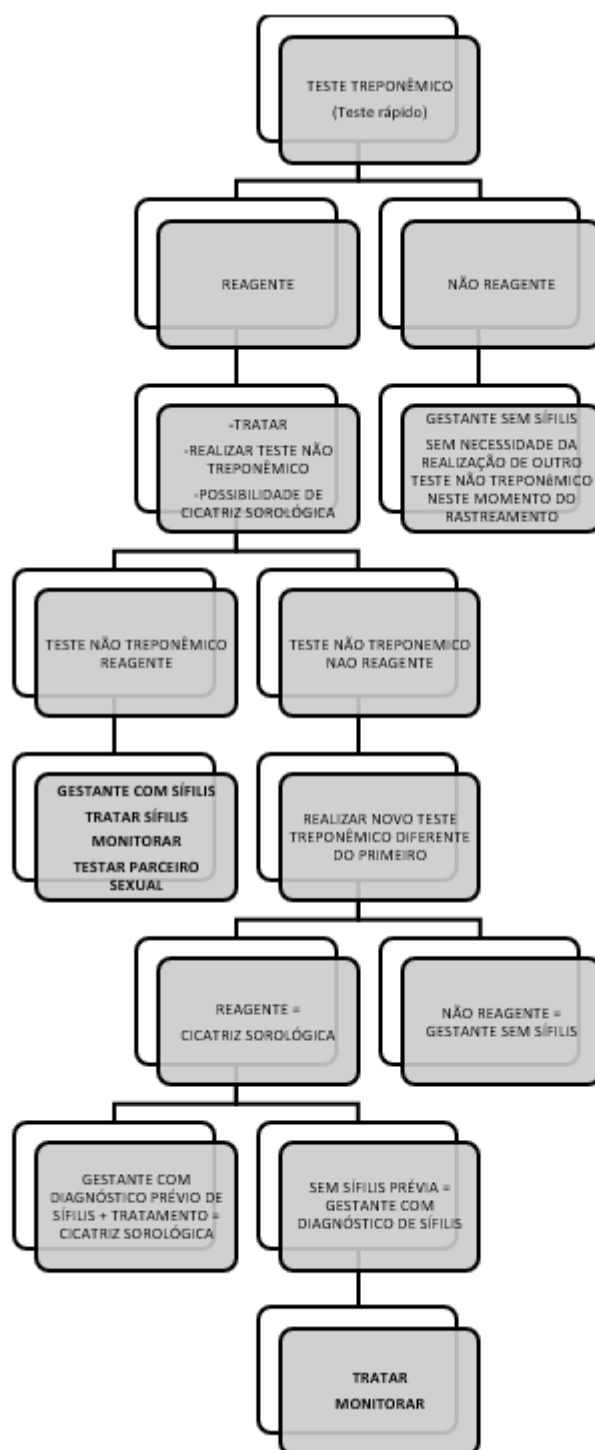 TESTE TREPONÊMICO
(Teste rápido)
REAGENTE
NÃO REAGENTE
-TRATAR
-REALIZAR TESTE NÃO
TREPONÊMICO
-POSSIBILIDADE DE
CICATRIZ SOROLÓGICA
GESTANTE SEM SÍFILIS
SEM NECESSIDADE DA
REALIZAÇÃO DE OUTRO
TESTE NÃO TREPONêMICO
NESTE MOMENTO DO
RASTREAMENTO
TESTE NÃO TREPONÊMICO
REAGENTE
TESTE NÃO TREPONEMICO
NAO REAGENTE
GESTANTE COM SÍFILIS
TRATAR SÍFILIS
MONITORAR
TESTAR PARCEIRO
SEXUAL
REALIZAR NOVO TESTE
TREPONÊMICO DIFERENTE
DO PRIMEIRO
REAGENTE =
CICATRIZ SOROLÓGICA
NÃO REAGENTE =
GESTANTE SEM SÍFILIS
GESTANTE COM
DIAGNÓSTICO PRÉVIO DE
SÍFILIS + TRATAMENTO =
CICATRIZ SOROLÓGICA
SEM SÍFILIS PRÉVIA =
GESTANTE COM
DIAGNÓSTICO DE SÍFILIS
TRATAR
MONITORAR